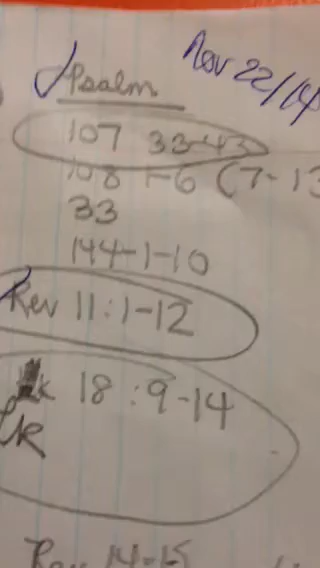 Nov 22/14
Psalm
107 33-43
108 1-6 (7-13
33
144-1-10
Rev 11:1-12
k 18:9-14
Lk